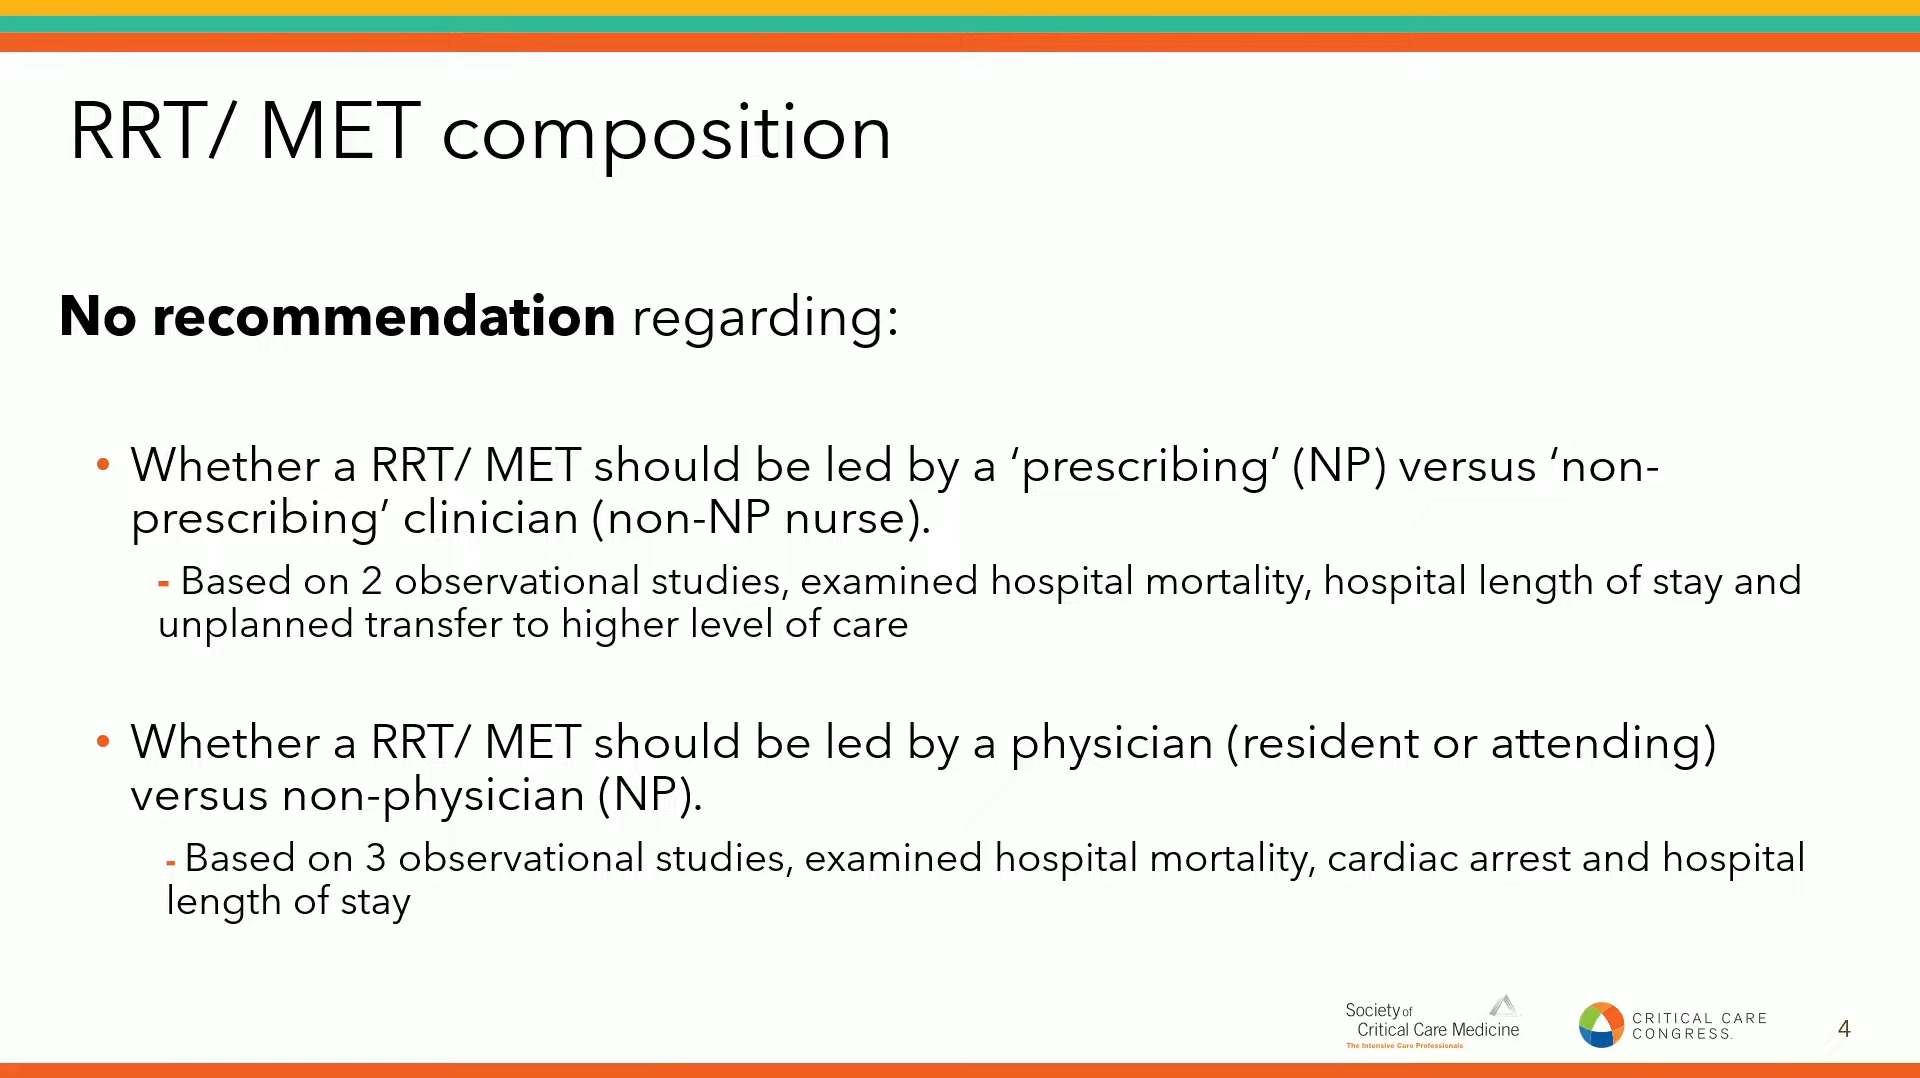 RRT/ MET composition
No recommendation regarding:
• Whether a RRT/ MET should be led by a ‘prescribing’ (NP) versus ‘non-
prescribing’ clinician (non-NP nurse).
- Based on 2 observational studies, examined hospital mortality, hospital length of stay and
unplanned transfer to higher level of care
• Whether a RRT/ MET should be led by a physician (resident or attending)
versus non-physician (NP).
- Based on 3 observational studies, examined hospital mortality, cardiac arrest and hospital
length of stay
Society of
Critical Care Medicine
The Intensive Care Professionals
CRITICAL CARE
CONGRESS.
4